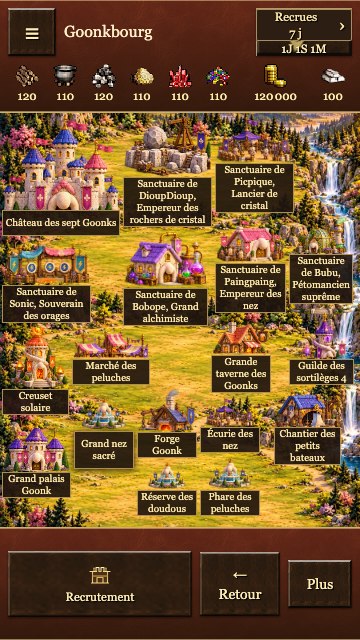 Goonkbourg
Recrues
7 j
1J 1S 1M
120 110 120 110 110 110 120 000 100
Château des sept Goonks
Sanctuaire de
DioupDioup,
Empereur des
rochers de cristal
Sanctuaire de
Picpique,
Lancier de
cristal
Sanctuaire de
Sonic, Souverain
des orages
Sanctuaire de
Bobope, Grand
alchimiste
Sanctuaire de
Paingpaing,
Empereur des
nez
Sanctuaire
de Bubu,
Pétomancien
suprême
Creuset
solaire
Marché des
peluches
Grande
taverne des
Goonks
Guilde des
sortilèges 4
Grand palais
Goonk
Grand nez
sacré
Forge
Goonk
Écurie des
nez
Chantier des
petits
bateaux
Réserve des
doudous
Phare des
peluches
Recrutement
← Retour
Plus